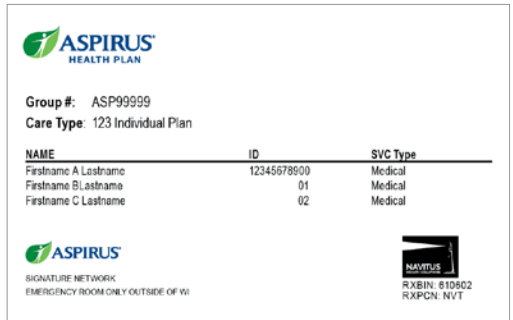 ASPIRUS
HEALTH PLAN
Group #: ASP99999
Care Type: 123 Individual Plan
NAME ID SVC Type
Firstname A Lastname 12345678900 Medical
Firstname BLastname 01 Medical
Firstname C Lastname 02 Medical
ASPIRUS
SIGNATURE NETWORK
EMERGENCY ROOM ONLY OUTSIDE OF WI
NAVITUS
RXBIN: 610602
RXPCN: NVT